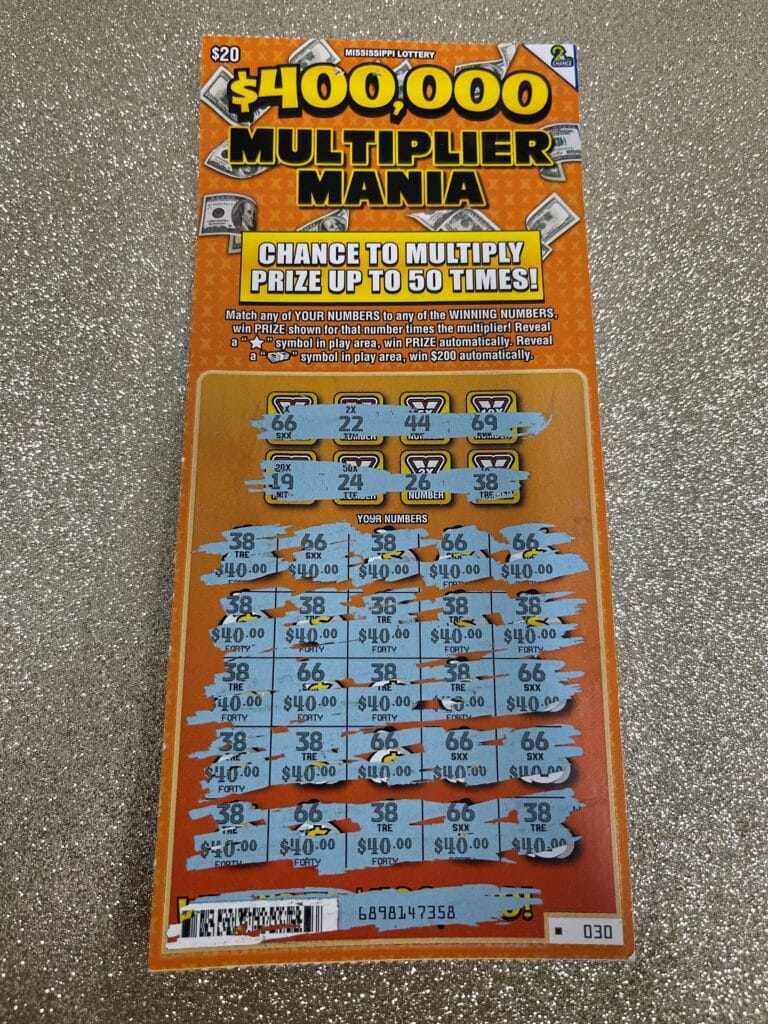 $20 MISSISSIPPI LOTTERY 2ND CHANCE
$400,000
MULTIPLIER
MANIA
CHANCE TO MULTIPLY
PRIZE UP TO 50 TIMES!
Match any of YOUR NUMBERS to any of the WINNING NUMBERS,
win PRIZE shown for that number times the multiplier! Reveal
a " " symbol in play area, win PRIZE automatically. Reveal
a " " symbol in play area, win $200 automatically.
2X
66 22 44 69
SXX
20X 50X
19 24 26 38
NUMBER
YOUR NUMBERS
38 66 38 66 66
TRE SXX TRE
$40.00 $40.00 $40.00 $40.00 $40.00
38 38 38 38 38
TRE
$40.00 $40.00 $40.00 $40.00 $40.00
FORTY FORTY FORTY FORTY FORTY
38 66 38 38 66
TRE TRE TRE SXX
$40.00 $40.00 $40.00 $40.00 $40.00
FORTY FORTY FORTY
38 38 66 66 66
TRE SXX SXX
$40.00 $40.00 $40.00 $40.00 $40.00
FORTY
38 66 38 66 38
TRE SXX TRE
$40.00 $40.00 $40.00 $40.00 $40.00
FORTY FORTY FORTY
6898147358
030